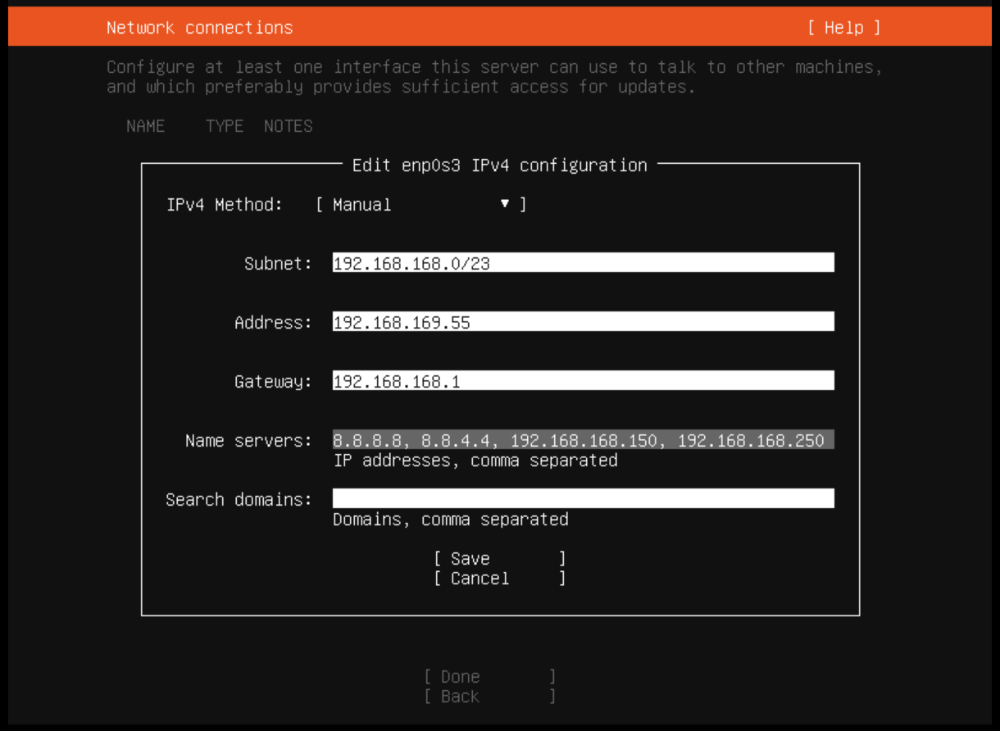 Network connections [ Help ]
Configure at least one interface this server can use to talk to other machines,
and which preferably provides sufficient access for updates.
NAME TYPE NOTES
Edit enp0s3 IPv4 configuration
IPv4 Method: [ Manual ▼ ]
Subnet: 192.168.168.0/23
Address: 192.168.169.55
Gateway: 192.168.168.1
Name servers: 8.8.8.8, 8.8.4.4, 192.168.168.150, 192.168.168.250
IP addresses, comma separated
Search domains:
Domains, comma separated
[ Save ]
[ Cancel ]
[ Done ]
[ Back ]